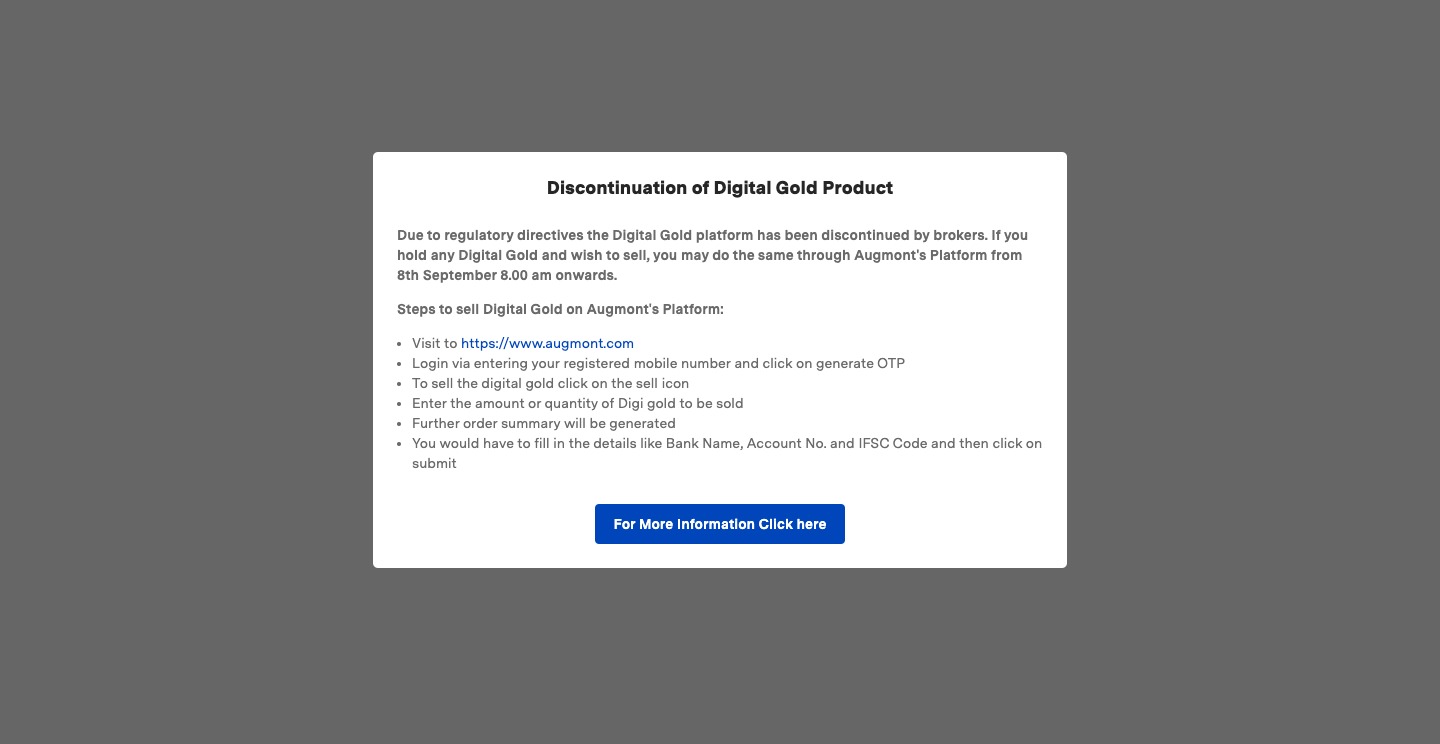 Discontinuation of Digital Gold Product
Due to regulatory directives the Digital Gold platform has been discontinued by brokers. If you
hold any Digital Gold and wish to sell, you may do the same through Augmont's Platform from
8th September 8.00 am onwards.
Steps to sell Digital Gold on Augmont's Platform:
• Visit to https://www.augmont.com
• Login via entering your registered mobile number and click on generate OTP
• To sell the digital gold click on the sell icon
• Enter the amount or quantity of Digi gold to be sold
• Further order summary will be generated
• You would have to fill in the details like Bank Name, Account No. and IFSC Code and then click on
submit
For More Information Click here